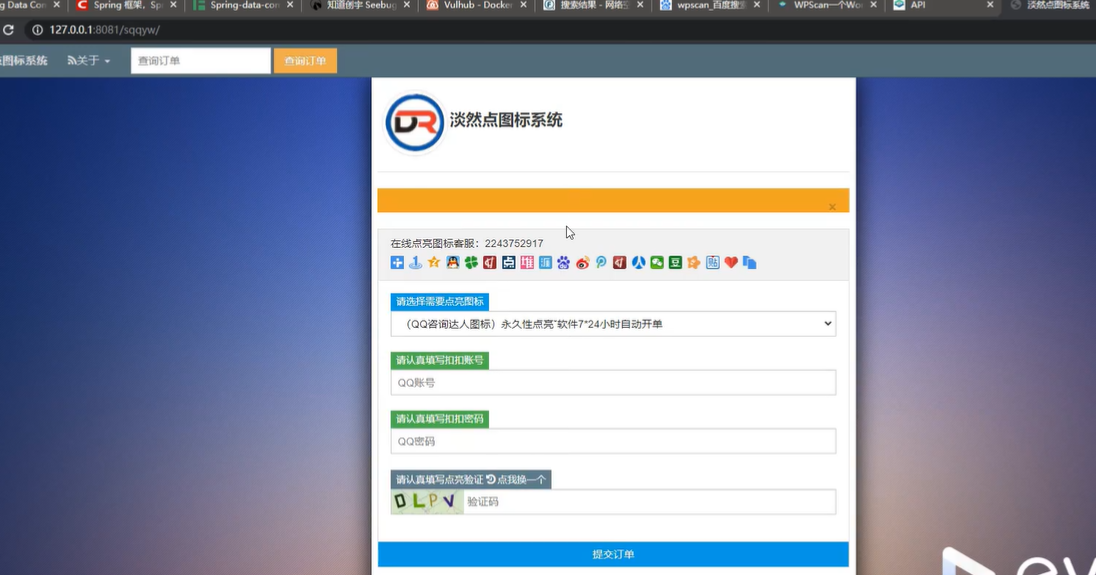 Spring 框架，Sp
Spring-data-con
知道创宇 Seebug
Vulhub - Docker
搜索结果 - 网络空
wpscan_百度搜索
WPScan一个Wor
API
淡然点图标系统
127.0.0.1:8081/sqqyw/
图标系统
关于
查询订单
查询订单
DR
淡然点图标系统
×
在线点亮图标客服：2243752917
请选择需要点亮图标
（QQ咨询达人图标）永久性点亮~软件7*24小时自动开单
请认真填写扣扣账号
QQ账号
请认真填写扣扣密码
QQ密码
请认真填写点亮验证 点我换一个
DLPV
验证码
提交订单